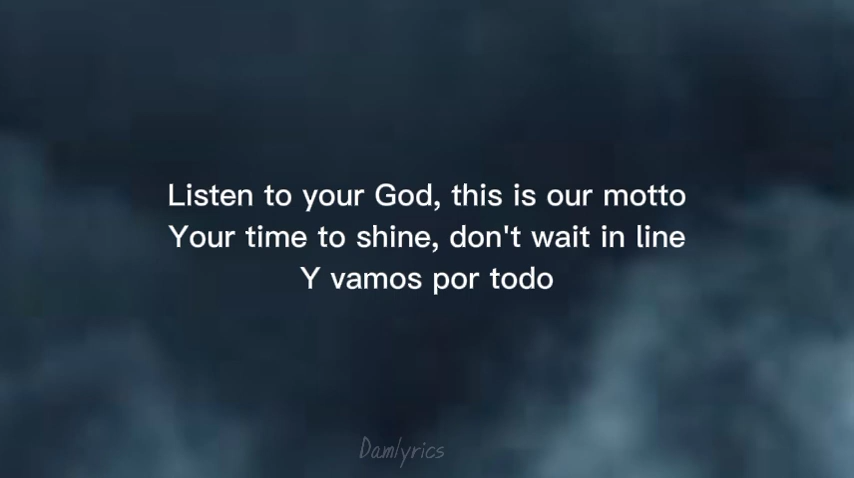 Listen to your God, this is our motto
Your time to shine, don't wait in line
Y vamos por todo
Damlyrics